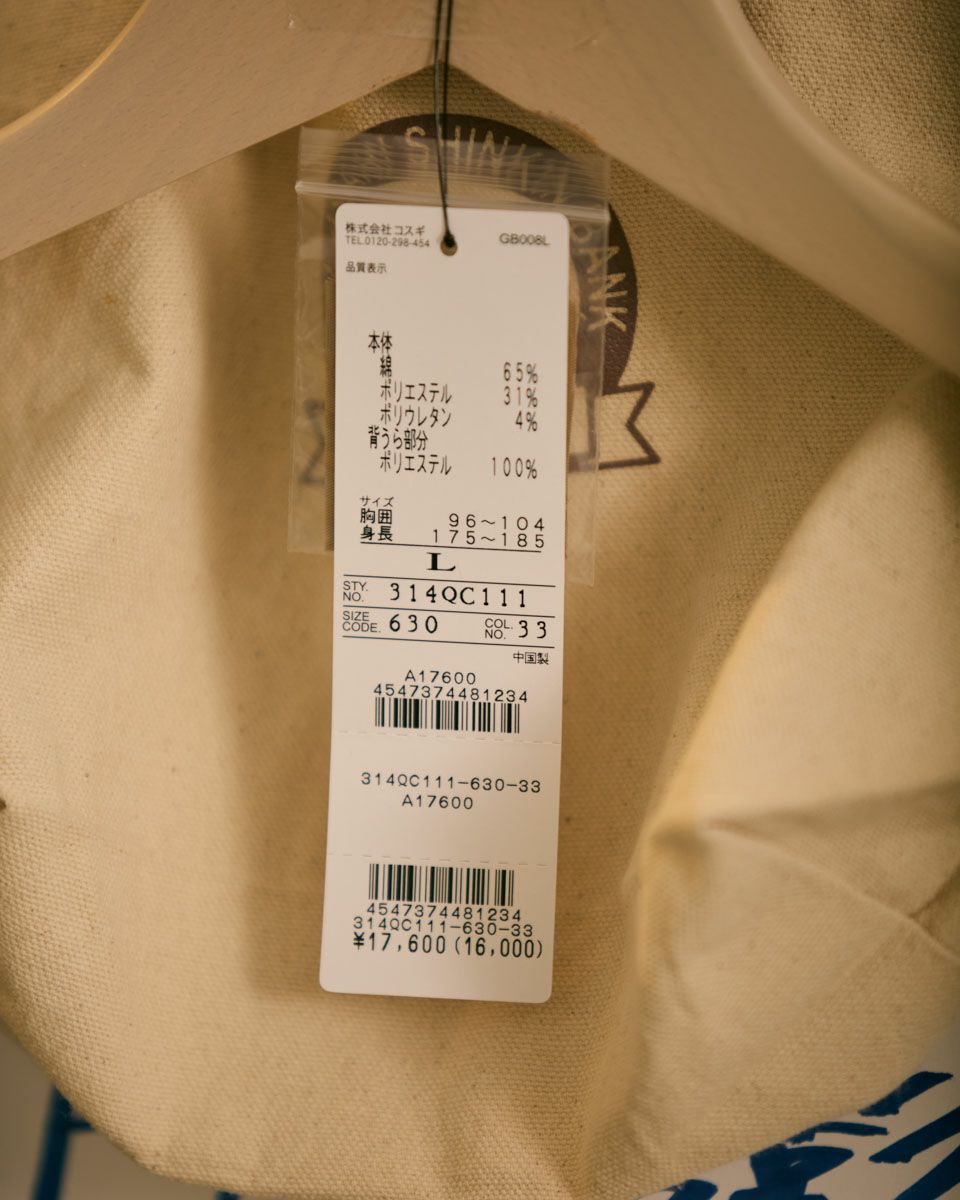 SHIN
BANK
株式会社コスギ
TEL.0120-298-454
GB008L
品質表示
本体
綿 65%
ポリエステル 31%
ポリウレタン 4%
背うら部分
ポリエステル 100%
サイズ
胸囲 96~104
身長 175~185
L
STY. NO. 314QC111
SIZE CODE. 630 COL. NO. 33
中国製
A17600
4547374481234
314QC111-630-33
A17600
4547374481234
314QC111-630-33
¥17,600(16,000)